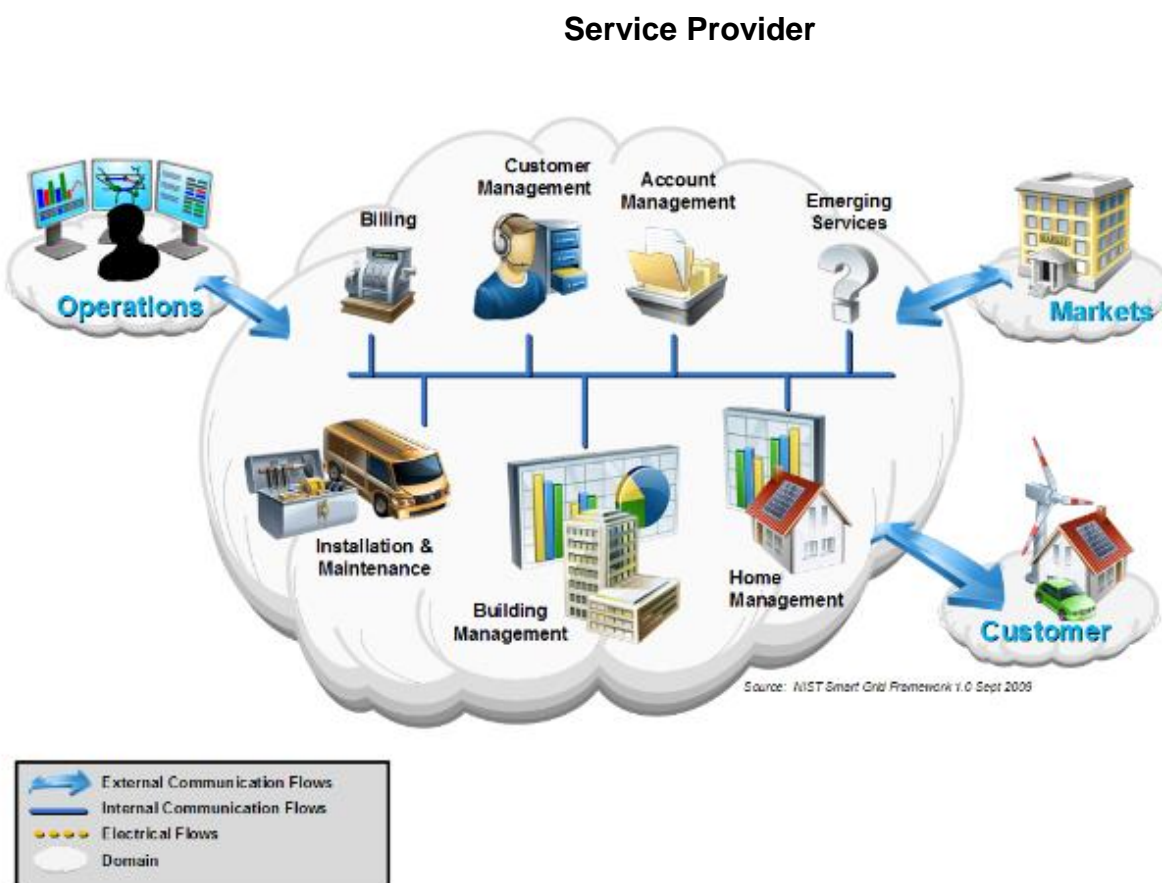 Service Provider
Customer
Management
Account
Management
Emerging
Services
Billing
Operations
MARKET
Markets
Installation &
Maintenance
Building
Management
Home
Management
Customer
Source: NIST Smart Grid Framework 1.0 Sept 2009
External Communication Flows
Internal Communication Flows
Electrical Flows
Domain